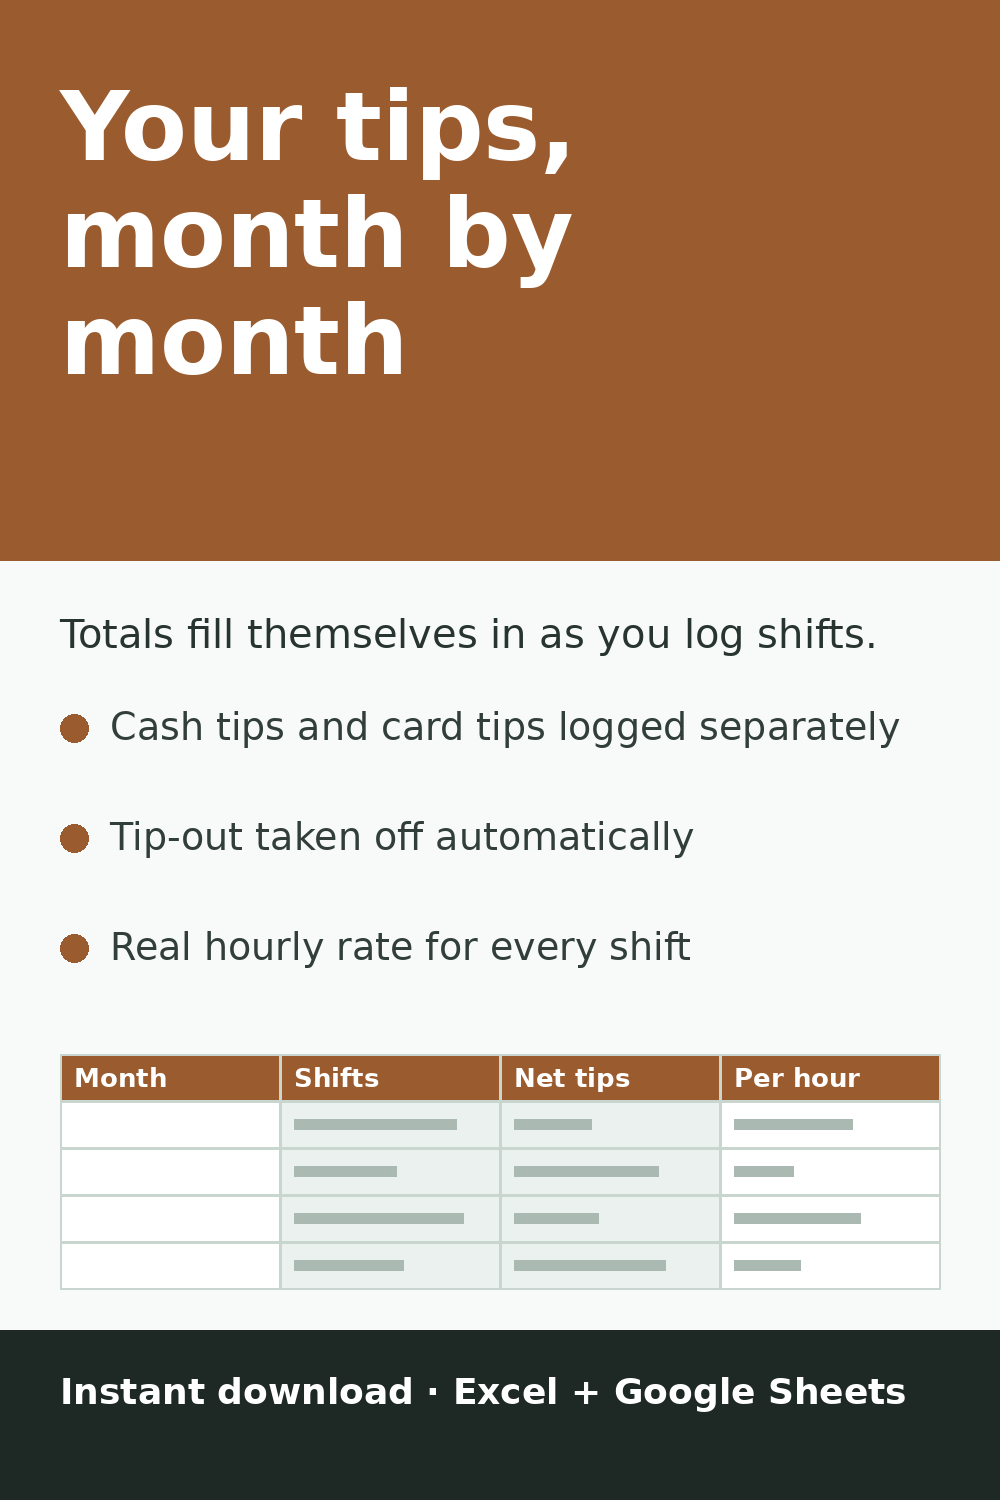 Your tips,
month by
month
Totals fill themselves in as you log shifts.
Cash tips and card tips logged separately
Tip-out taken off automatically
Real hourly rate for every shift
Month Shifts Net tips Per hour
Instant download · Excel + Google Sheets